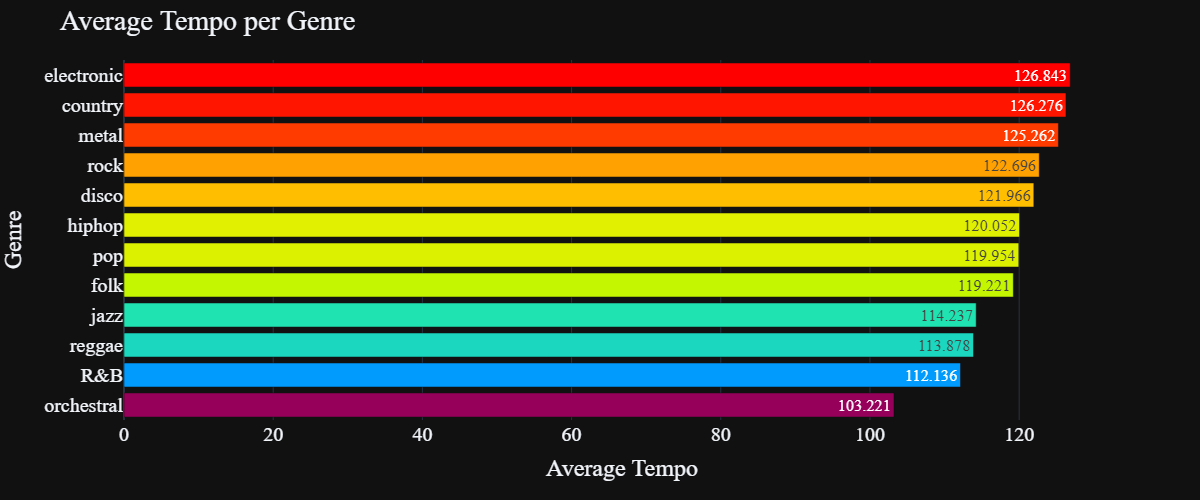 Average Tempo per Genre
Genre
electronic 126.843
country 126.276
metal 125.262
rock 122.696
disco 121.966
hiphop 120.052
pop 119.954
folk 119.221
jazz 114.237
reggae 113.878
R&B 112.136
orchestral 103.221
0 20 40 60 80 100 120
Average Tempo